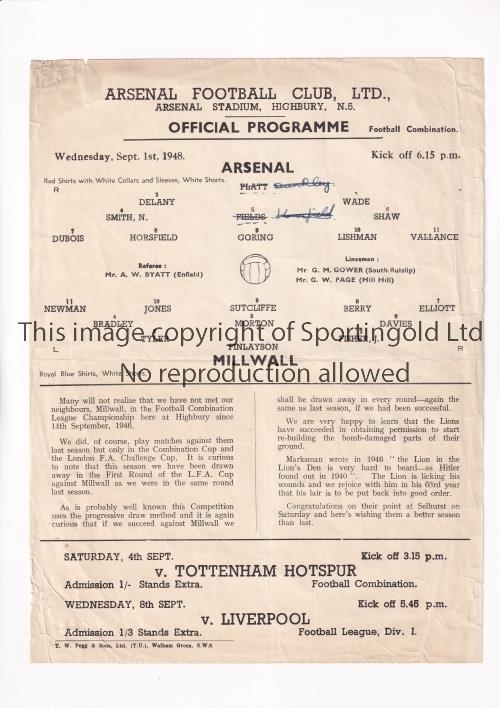 ARSENAL FOOTBALL CLUB, LTD.,
ARSENAL STADIUM, HIGHBURY, N.5.
OFFICIAL PROGRAMME Football Combination.
Wednesday, Sept. 1st, 1948. Kick off 6.15 p.m.
ARSENAL
Red Shirts with White Collars and Sleeves, White Shorts.
R PLATT
3 DELANY WADE
4 SMITH, N. 5 FIELDS 6 SHAW
7 DUBOIS 8 HORSFIELD 9 GORING 10 LISHMAN 11 VALLANCE
Referee : Linesmen :
Mr. A. W. BYATT (Enfield) Mr. G. M. GOWER (South Ruislip)
Mr. G. W. PAGE (Mill Hill)
11 NEWMAN 10 JONES 9 SUTCLIFFE 8 BERRY 7 ELLIOTT
4 BRADLEY 5 MORTON 6 DAVIES
This image copyright of Sportingold Ltd
TYLER FISHER, J.
L FINLAYSON R
MILLWALL
No reproduction allowed
Royal Blue Shirts, White Shorts.
Many will not realise that we have not met our
neighbours, Millwall, in the Football Combination
League Championship here at Highbury since
14th September, 1946.
We did, of course, play matches against them
last season but only in the Combination Cup and
the London F.A. Challenge Cup, It is curious
to note that this season we have been drawn
away in the First Round of the L.F.A. Cup
against Millwall as we were in the same round
last season.
As is probably well known this Competition
uses the progressive draw method and it is again
curious that if we succeed against Millwall we
shall be drawn away in every round—again the
same as last season, if we had been successful.
We are very happy to learn that the Lions
have succeeded in obtaining permission to start
re-building the bomb-damaged parts of their
ground.
Marksman wrote in 1946 " the Lion in the
Lion's Den is very hard to beard—as Hitler
found out in 1940 ". The Lion is licking his
wounds and we rejoice with him in his 63rd year
that his lair is to be put back into good order.
Congratulations on their point at Selhurst on
Saturday and here's wishing them a better season
than last.
SATURDAY, 4th SEPT. Kick off 3.15 p.m.
v. TOTTENHAM HOTSPUR
Admission 1/- Stands Extra. Football Combination.
WEDNESDAY, 8th SEPT. Kick off 5.45 p.m.
v. LIVERPOOL
Admission 1/3 Stands Extra. Football League, Div. I.
T. W. Pegg & Sons, Ltd. (T.U.), Walham Green, S.W.6.